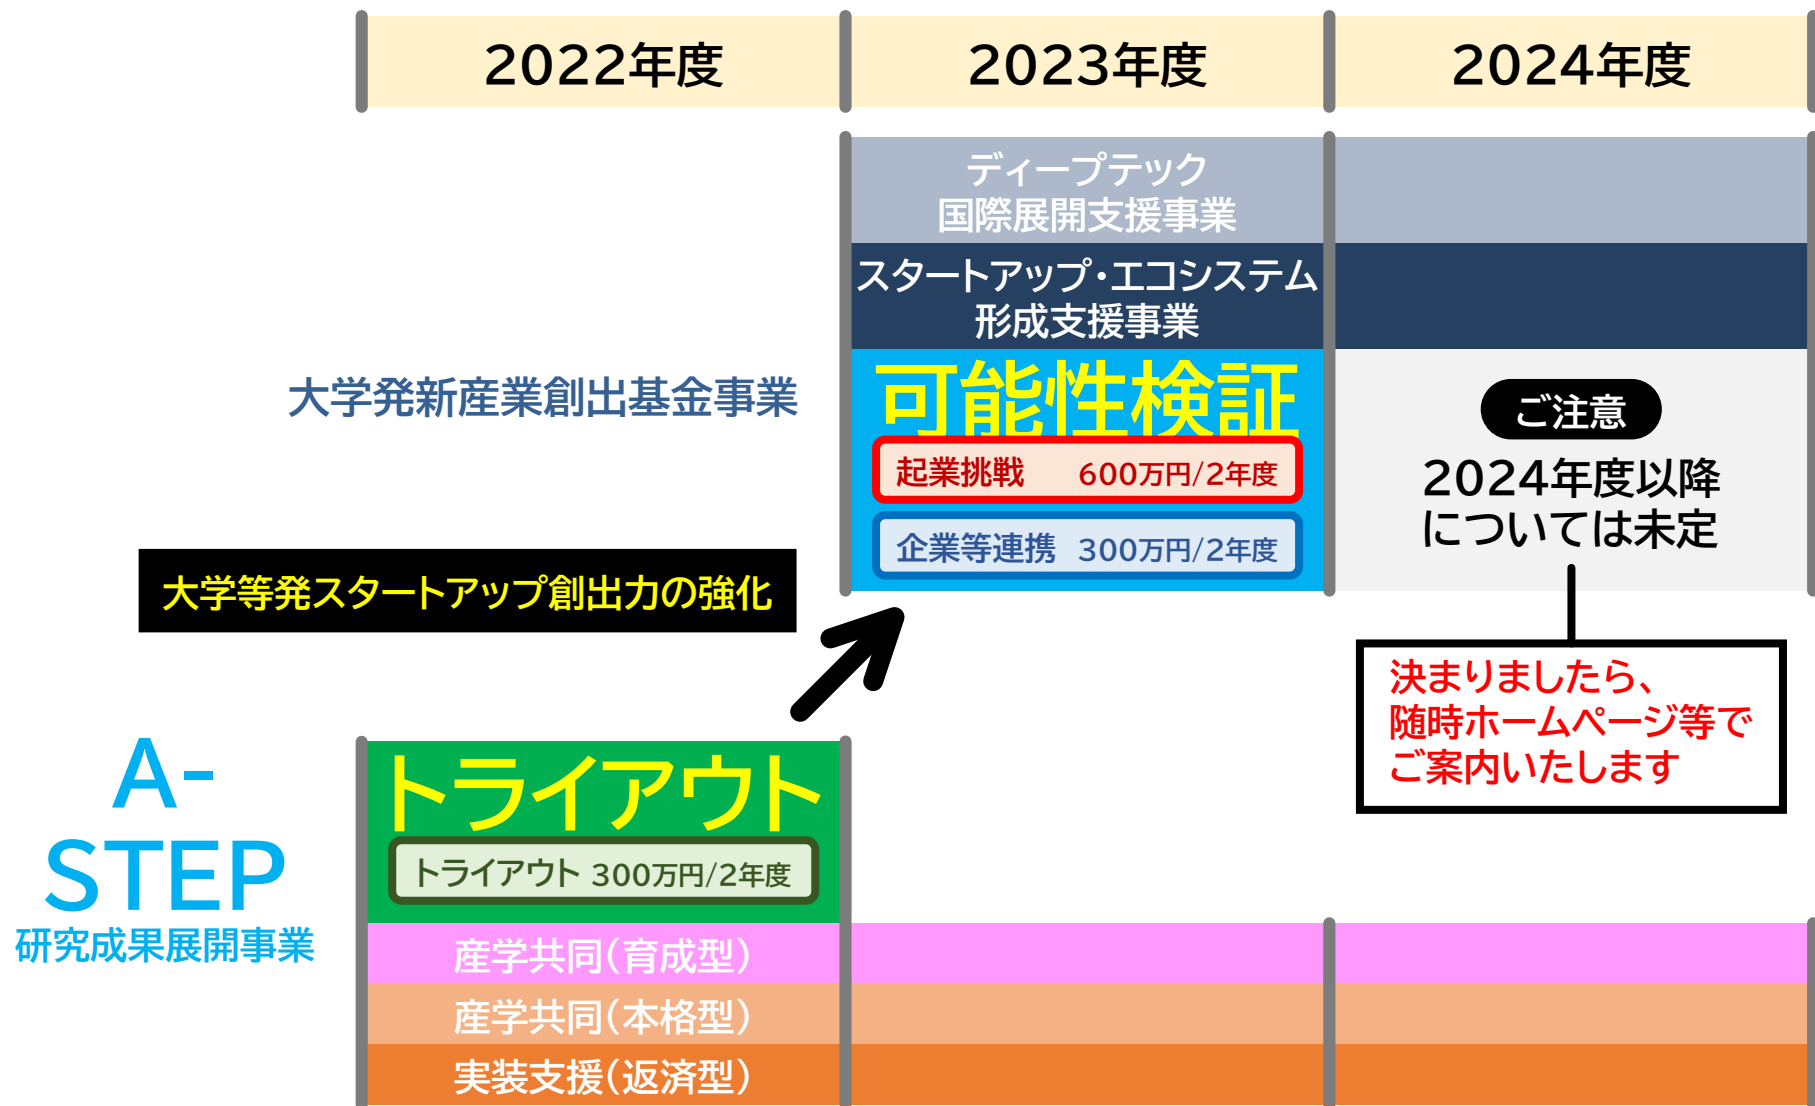 2022年度
2023年度
2024年度
ディープテック
国際展開支援事業
スタートアップ・エコシステム
形成支援事業
大学発新産業創出基金事業
可能性検証
起業挑戦 600万円/2年度
企業等連携 300万円/2年度
ご注意
2024年度以降
については未定
大学等発スタートアップ創出力の強化
決まりましたら、
随時ホームページ等で
ご案内いたします
A-
STEP
研究成果展開事業
トライアウト
トライアウト 300万円/2年度
産学共同(育成型)
産学共同(本格型)
実装支援(返済型)